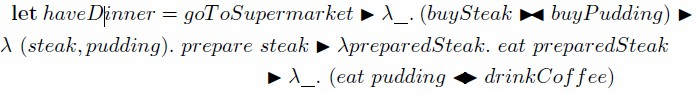 let haveDinner = goToSupermarket ▶ λ_. (buySteak ▶◀ buyPudding) ▶
λ (steak, pudding). prepare steak ▶ λpreparedSteak. eat preparedSteak
▶ λ_. (eat pudding ◀▶ drinkCoffee)